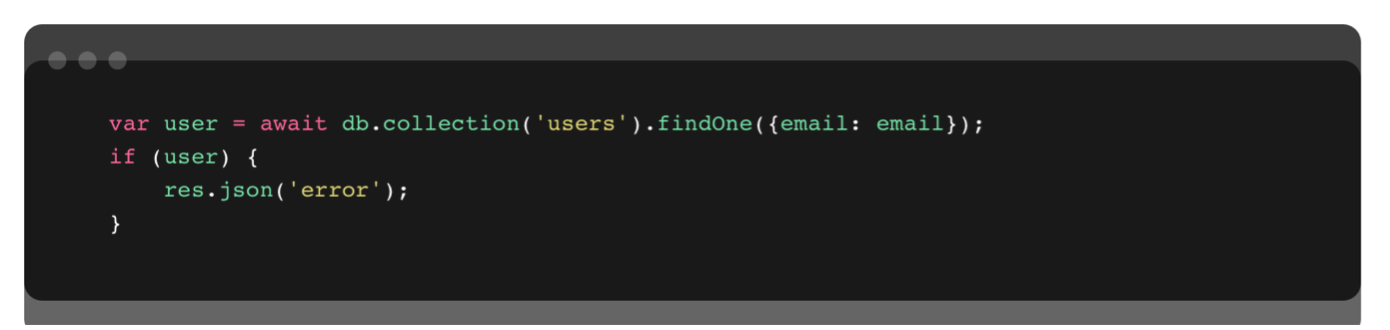 var user = await db.collection('users').findOne({email: email});
if (user) {
    res.json('error');
}